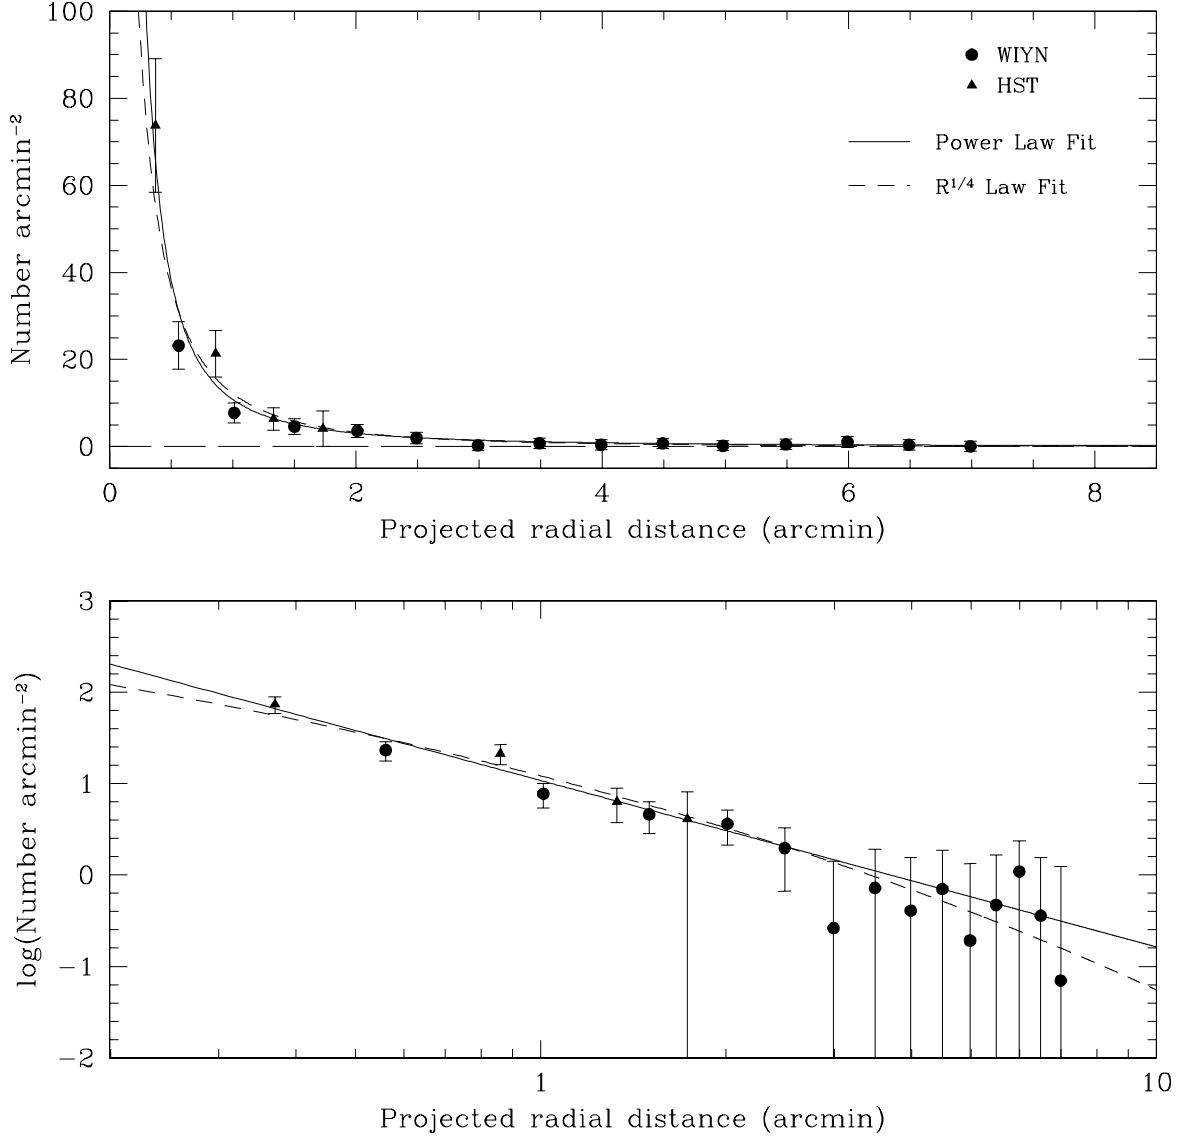 100
80
60
40
20
0
Number arcmin⁻²
WIYN
HST
Power Law Fit
R¹/⁴ Law Fit
0 2 4 6 8
Projected radial distance (arcmin)
3
2
1
0
−1
−2
log(Number arcmin⁻²)
1 10
Projected radial distance (arcmin)